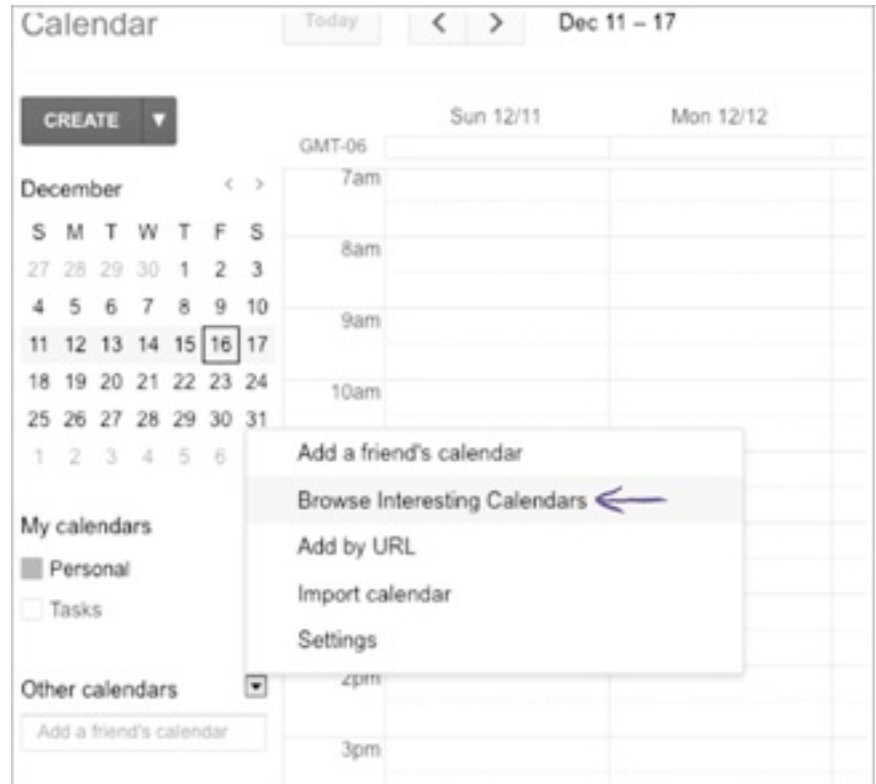 Calendar
Today < > Dec 11 – 17
CREATE ▼
Sun 12/11 Mon 12/12
GMT-06
December < >
S M T W T F S
27 28 29 30 1 2 3
4 5 6 7 8 9 10
11 12 13 14 15 16 17
18 19 20 21 22 23 24
25 26 27 28 29 30 31
1 2 3 4 5 6
7am
8am
9am
10am
Add a friend's calendar
Browse Interesting Calendars
Add by URL
Import calendar
Settings
My calendars
Personal
Tasks
Other calendars
Add a friend's calendar
2pm
3pm